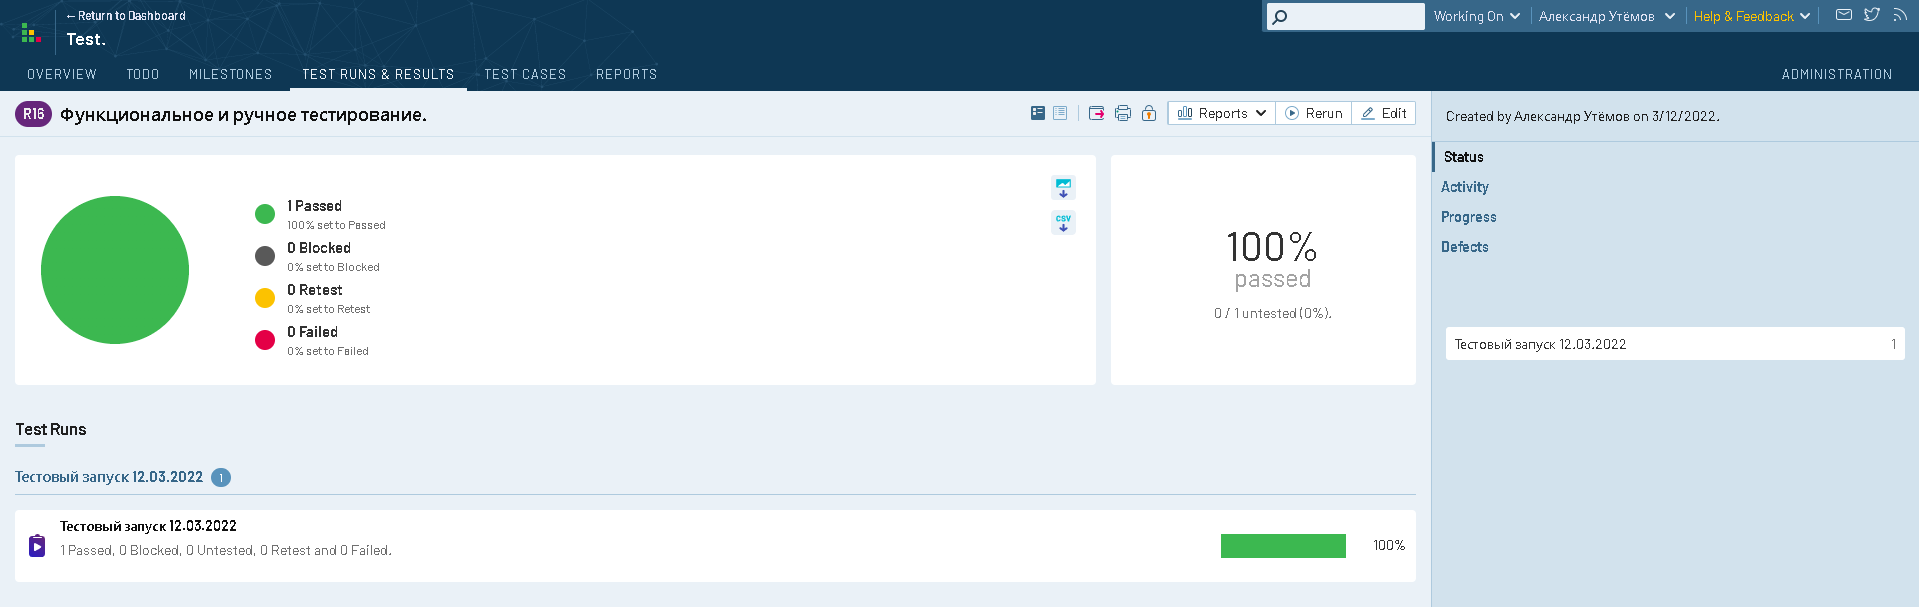 ←Return to Dashboard
Test.
Working On
Александр Утёмов
Help & Feedback
OVERVIEW TODO MILESTONES TEST RUNS & RESULTS TEST CASES REPORTS ADMINISTRATION
R16 Функциональное и ручное тестирование.
Reports Rerun Edit
Created by Александр Утёмов on 3/12/2022.
Status
Activity
Progress
Defects
Тестовый запуск 12.03.2022 1
1 Passed
100% set to Passed
0 Blocked
0% set to Blocked
0 Retest
0% set to Retest
0 Failed
0% set to Failed
CSV
100%
passed
0 / 1 untested (0%).
Test Runs
Тестовый запуск 12.03.2022 1
Тестовый запуск 12.03.2022
1 Passed, 0 Blocked, 0 Untested, 0 Retest and 0 Failed.
100%